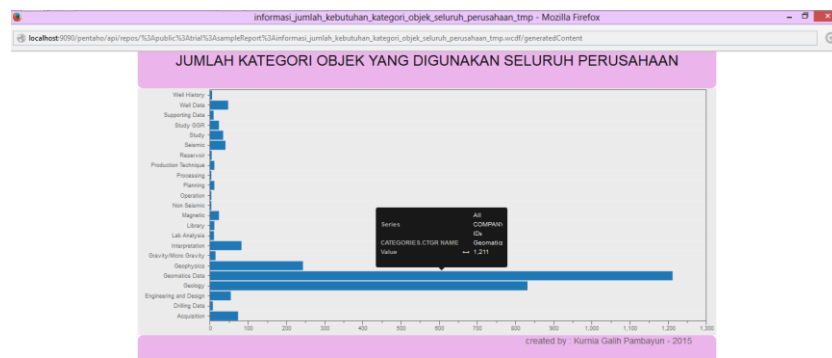 informasi_jumlah_kebutuhan_kategori_objek_seluruh_perusahaan_tmp - Mozilla Firefox
localhost:9090/pentaho/api/repos/%3Apublic%3Atrial%3AsampleReport%3Ainformasi_jumlah_kebutuhan_kategori_objek_seluruh_perusahaan_tmp.wcdf/generatedContent
JUMLAH KATEGORI OBJEK YANG DIGUNAKAN SELURUH PERUSAHAAN
Well History
Well Data
Supporting Data
Study GGR
Study
Seismic
Reservoir
Production Technique
Processing
Planning
Operation
Non Seismic
Magnetic
Library
Lab Analysis
Interpretation
Gravity/Micro Gravity
Geophysics
Geomatics Data
Geology
Engineering and Design
Drilling Data
Acquisition
All
Series COMPANY
IDs
CATEGORIES.CTGR NAME Geomatics
Value ↔ 1,211
0 100 200 300 400 500 600 700 800 900 1,000 1,100 1,200 1,300
created by : Kurnia Galih Pambayun - 2015